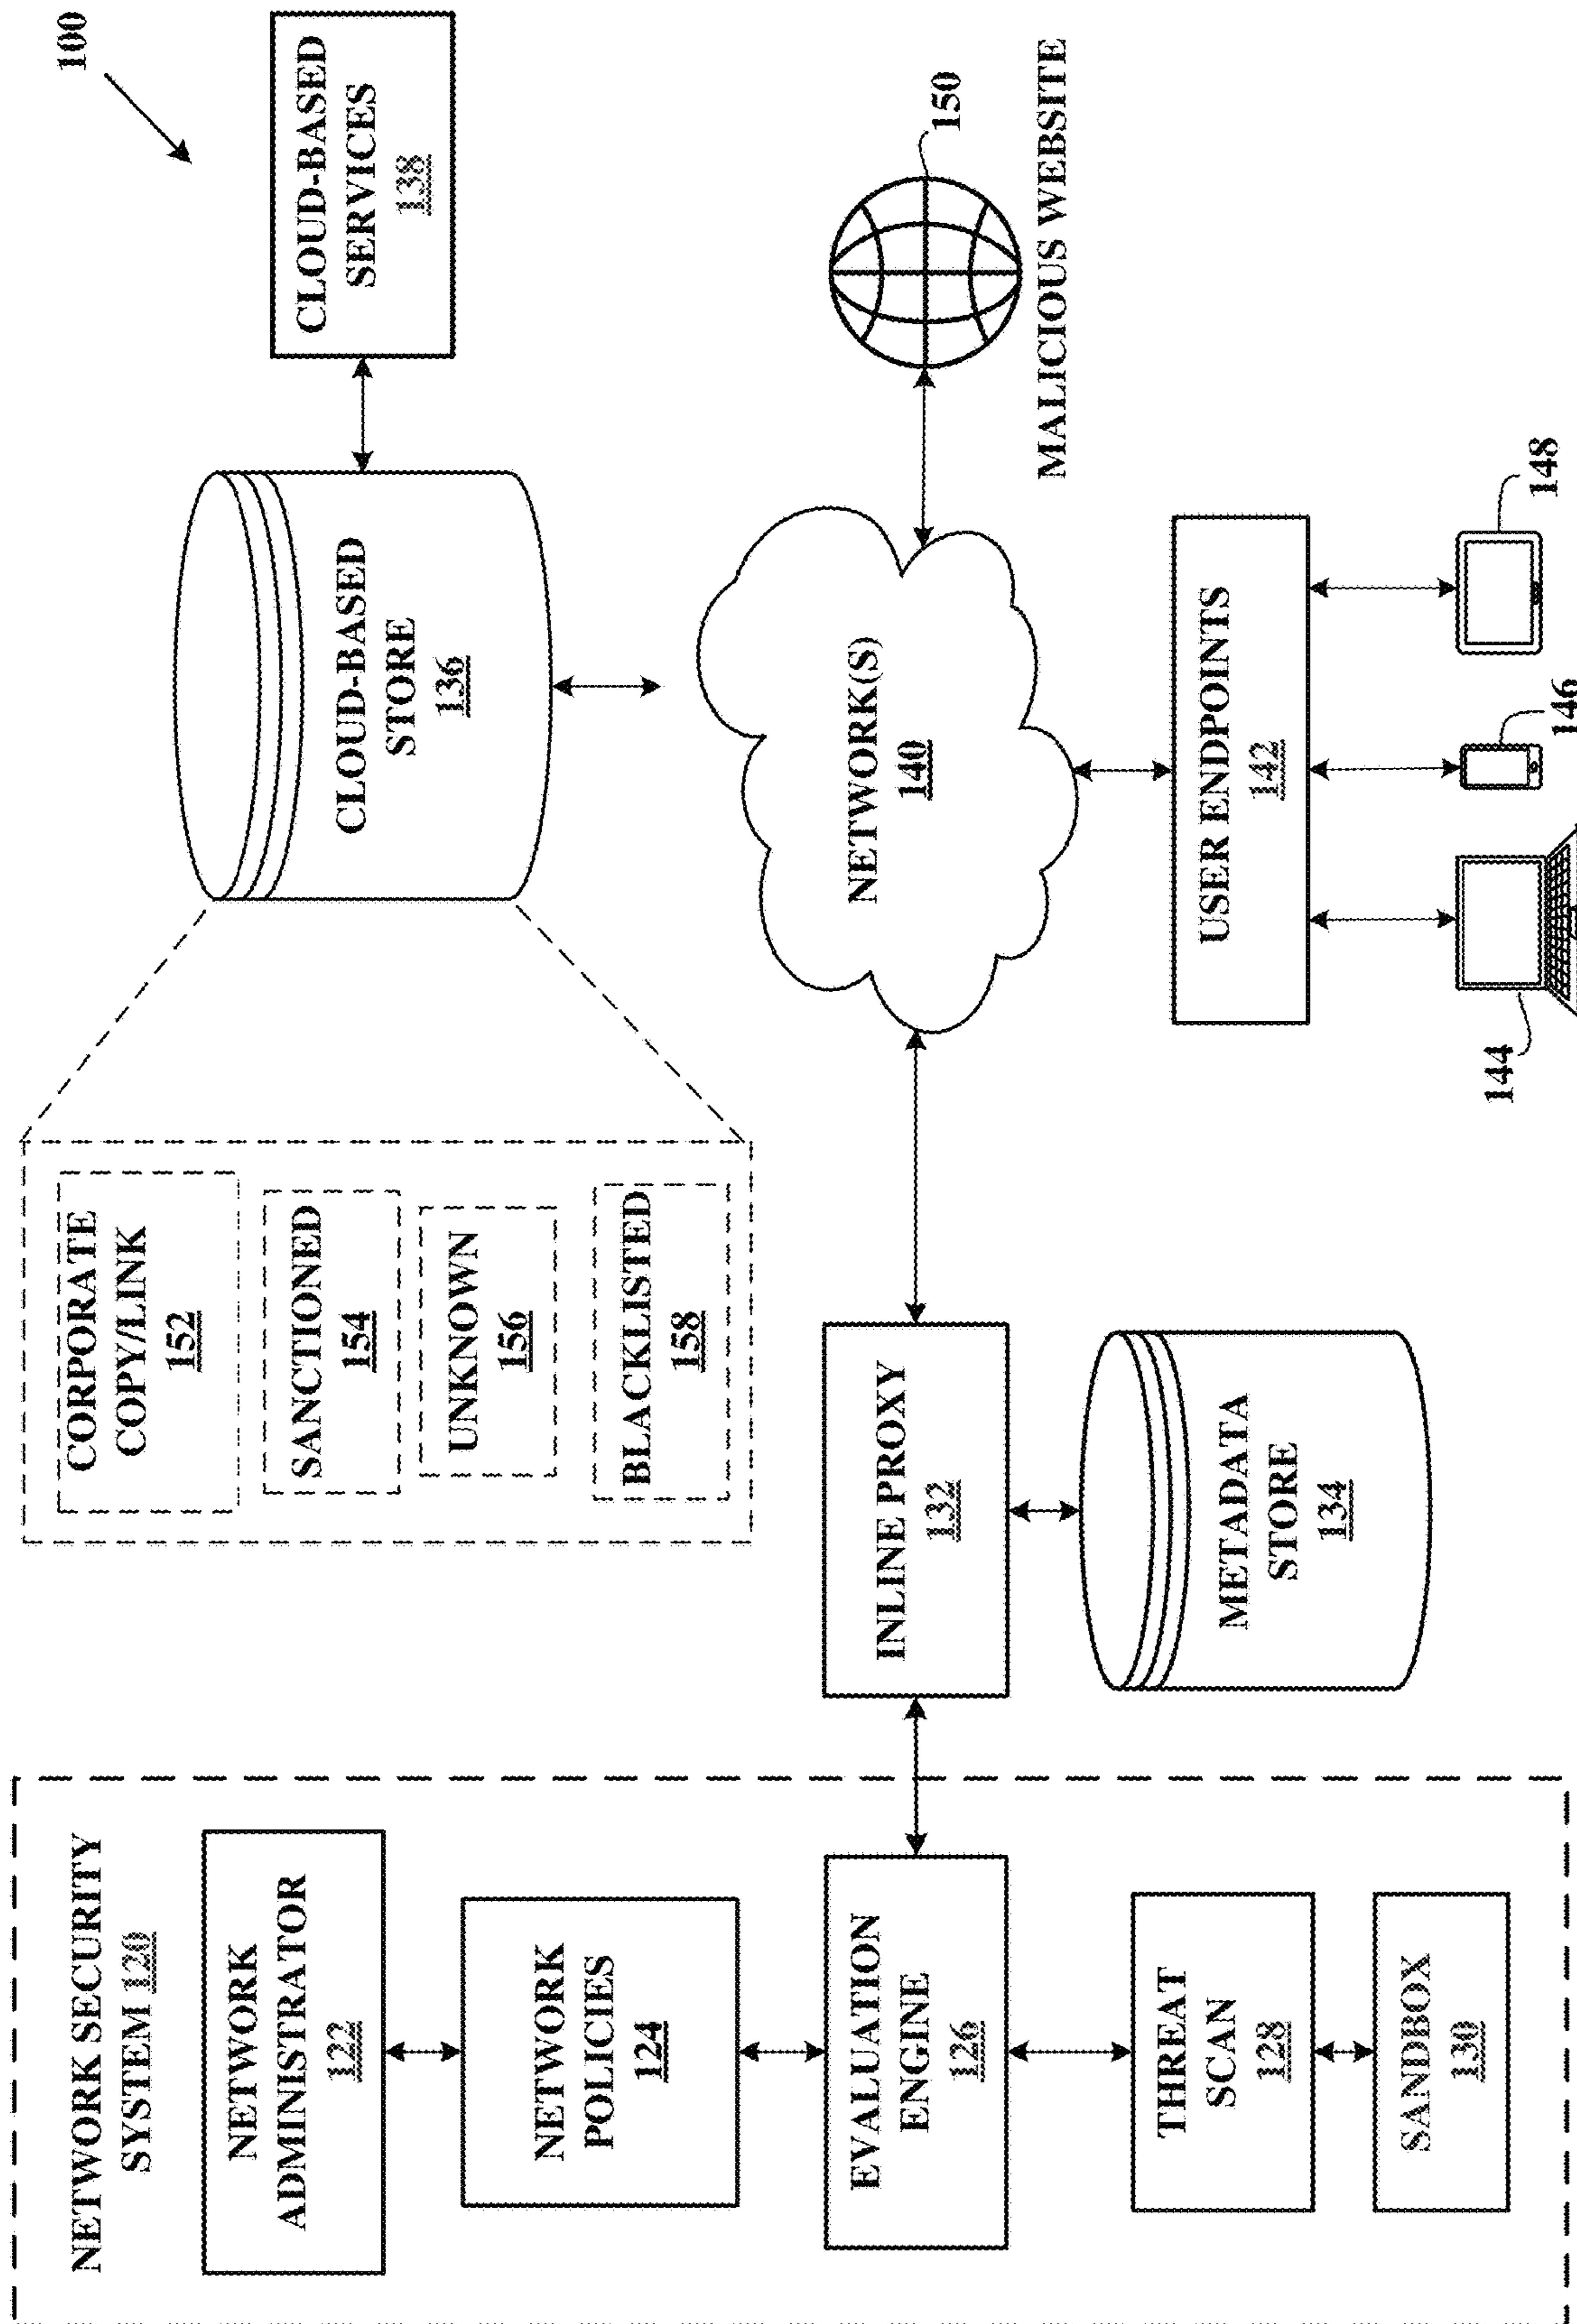 100
NETWORK SECURITY
SYSTEM 120
NETWORK
ADMINISTRATOR
122
NETWORK
POLICIES
124
EVALUATION
ENGINE
126
THREAT
SCAN
128
SANDBOX
130
CORPORATE
COPY/LINK
152
SANCTIONED
154
UNKNOWN
156
BLACKLISTED
158
INLINE PROXY
132
METADATA
STORE
134
CLOUD-BASED
STORE
136
CLOUD-BASED
SERVICES
138
NETWORK(S)
140
150
MALICIOUS WEBSITE
USER ENDPOINTS
142
144
146
148